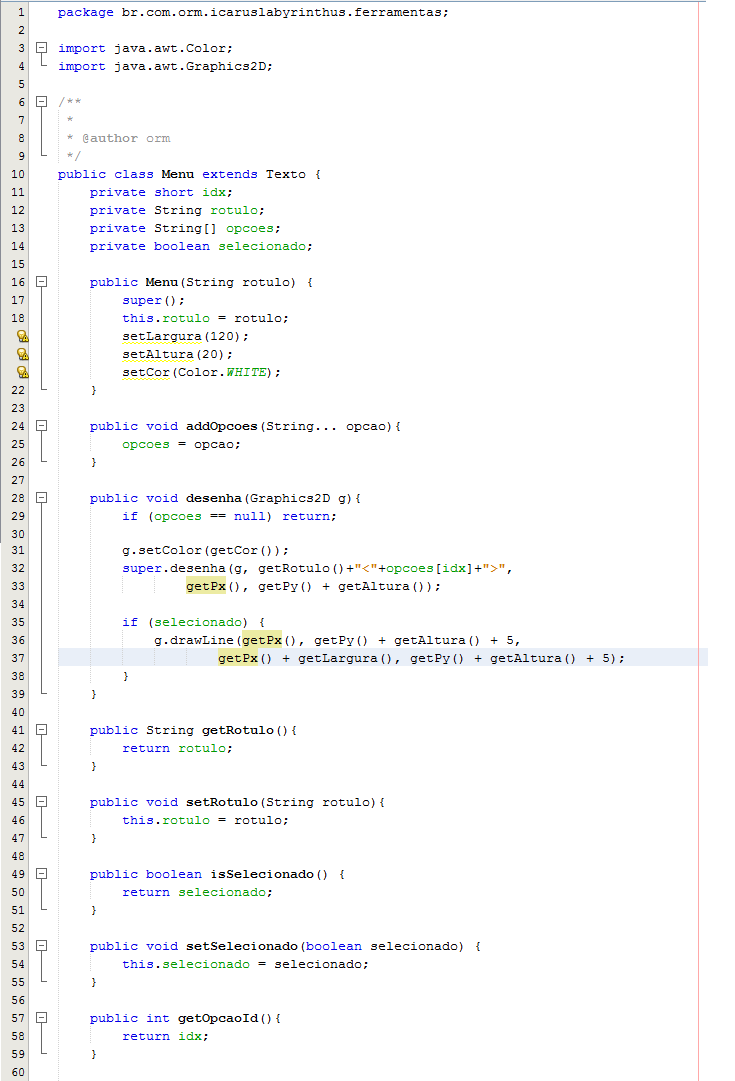 1 package br.com.orm.icaruslabyrinthus.ferramentas;
2
3 import java.awt.Color;
4 import java.awt.Graphics2D;
5
6 /**
7  *
8  * @author orm
9  */
10 public class Menu extends Texto {
11     private short idx;
12     private String rotulo;
13     private String[] opcoes;
14     private boolean selecionado;
15
16     public Menu(String rotulo) {
17         super();
18         this.rotulo = rotulo;
        setLargura(120);
        setAltura(20);
        setCor(Color.WHITE);
22     }
23
24     public void addOpcoes(String... opcao){
25         opcoes = opcao;
26     }
27
28     public void desenha(Graphics2D g){
29         if (opcoes == null) return;
30
31         g.setColor(getCor());
32         super.desenha(g, getRotulo()+"<"+opcoes[idx]+">",
33                 getPx(), getPy() + getAltura());
34
35         if (selecionado) {
36             g.drawLine(getPx(), getPy() + getAltura() + 5,
37                     getPx() + getLargura(), getPy() + getAltura() + 5);
38         }
39     }
40
41     public String getRotulo(){
42         return rotulo;
43     }
44
45     public void setRotulo(String rotulo){
46         this.rotulo = rotulo;
47     }
48
49     public boolean isSelecionado() {
50         return selecionado;
51     }
52
53     public void setSelecionado(boolean selecionado) {
54         this.selecionado = selecionado;
55     }
56
57     public int getOpcaoId(){
58         return idx;
59     }
60